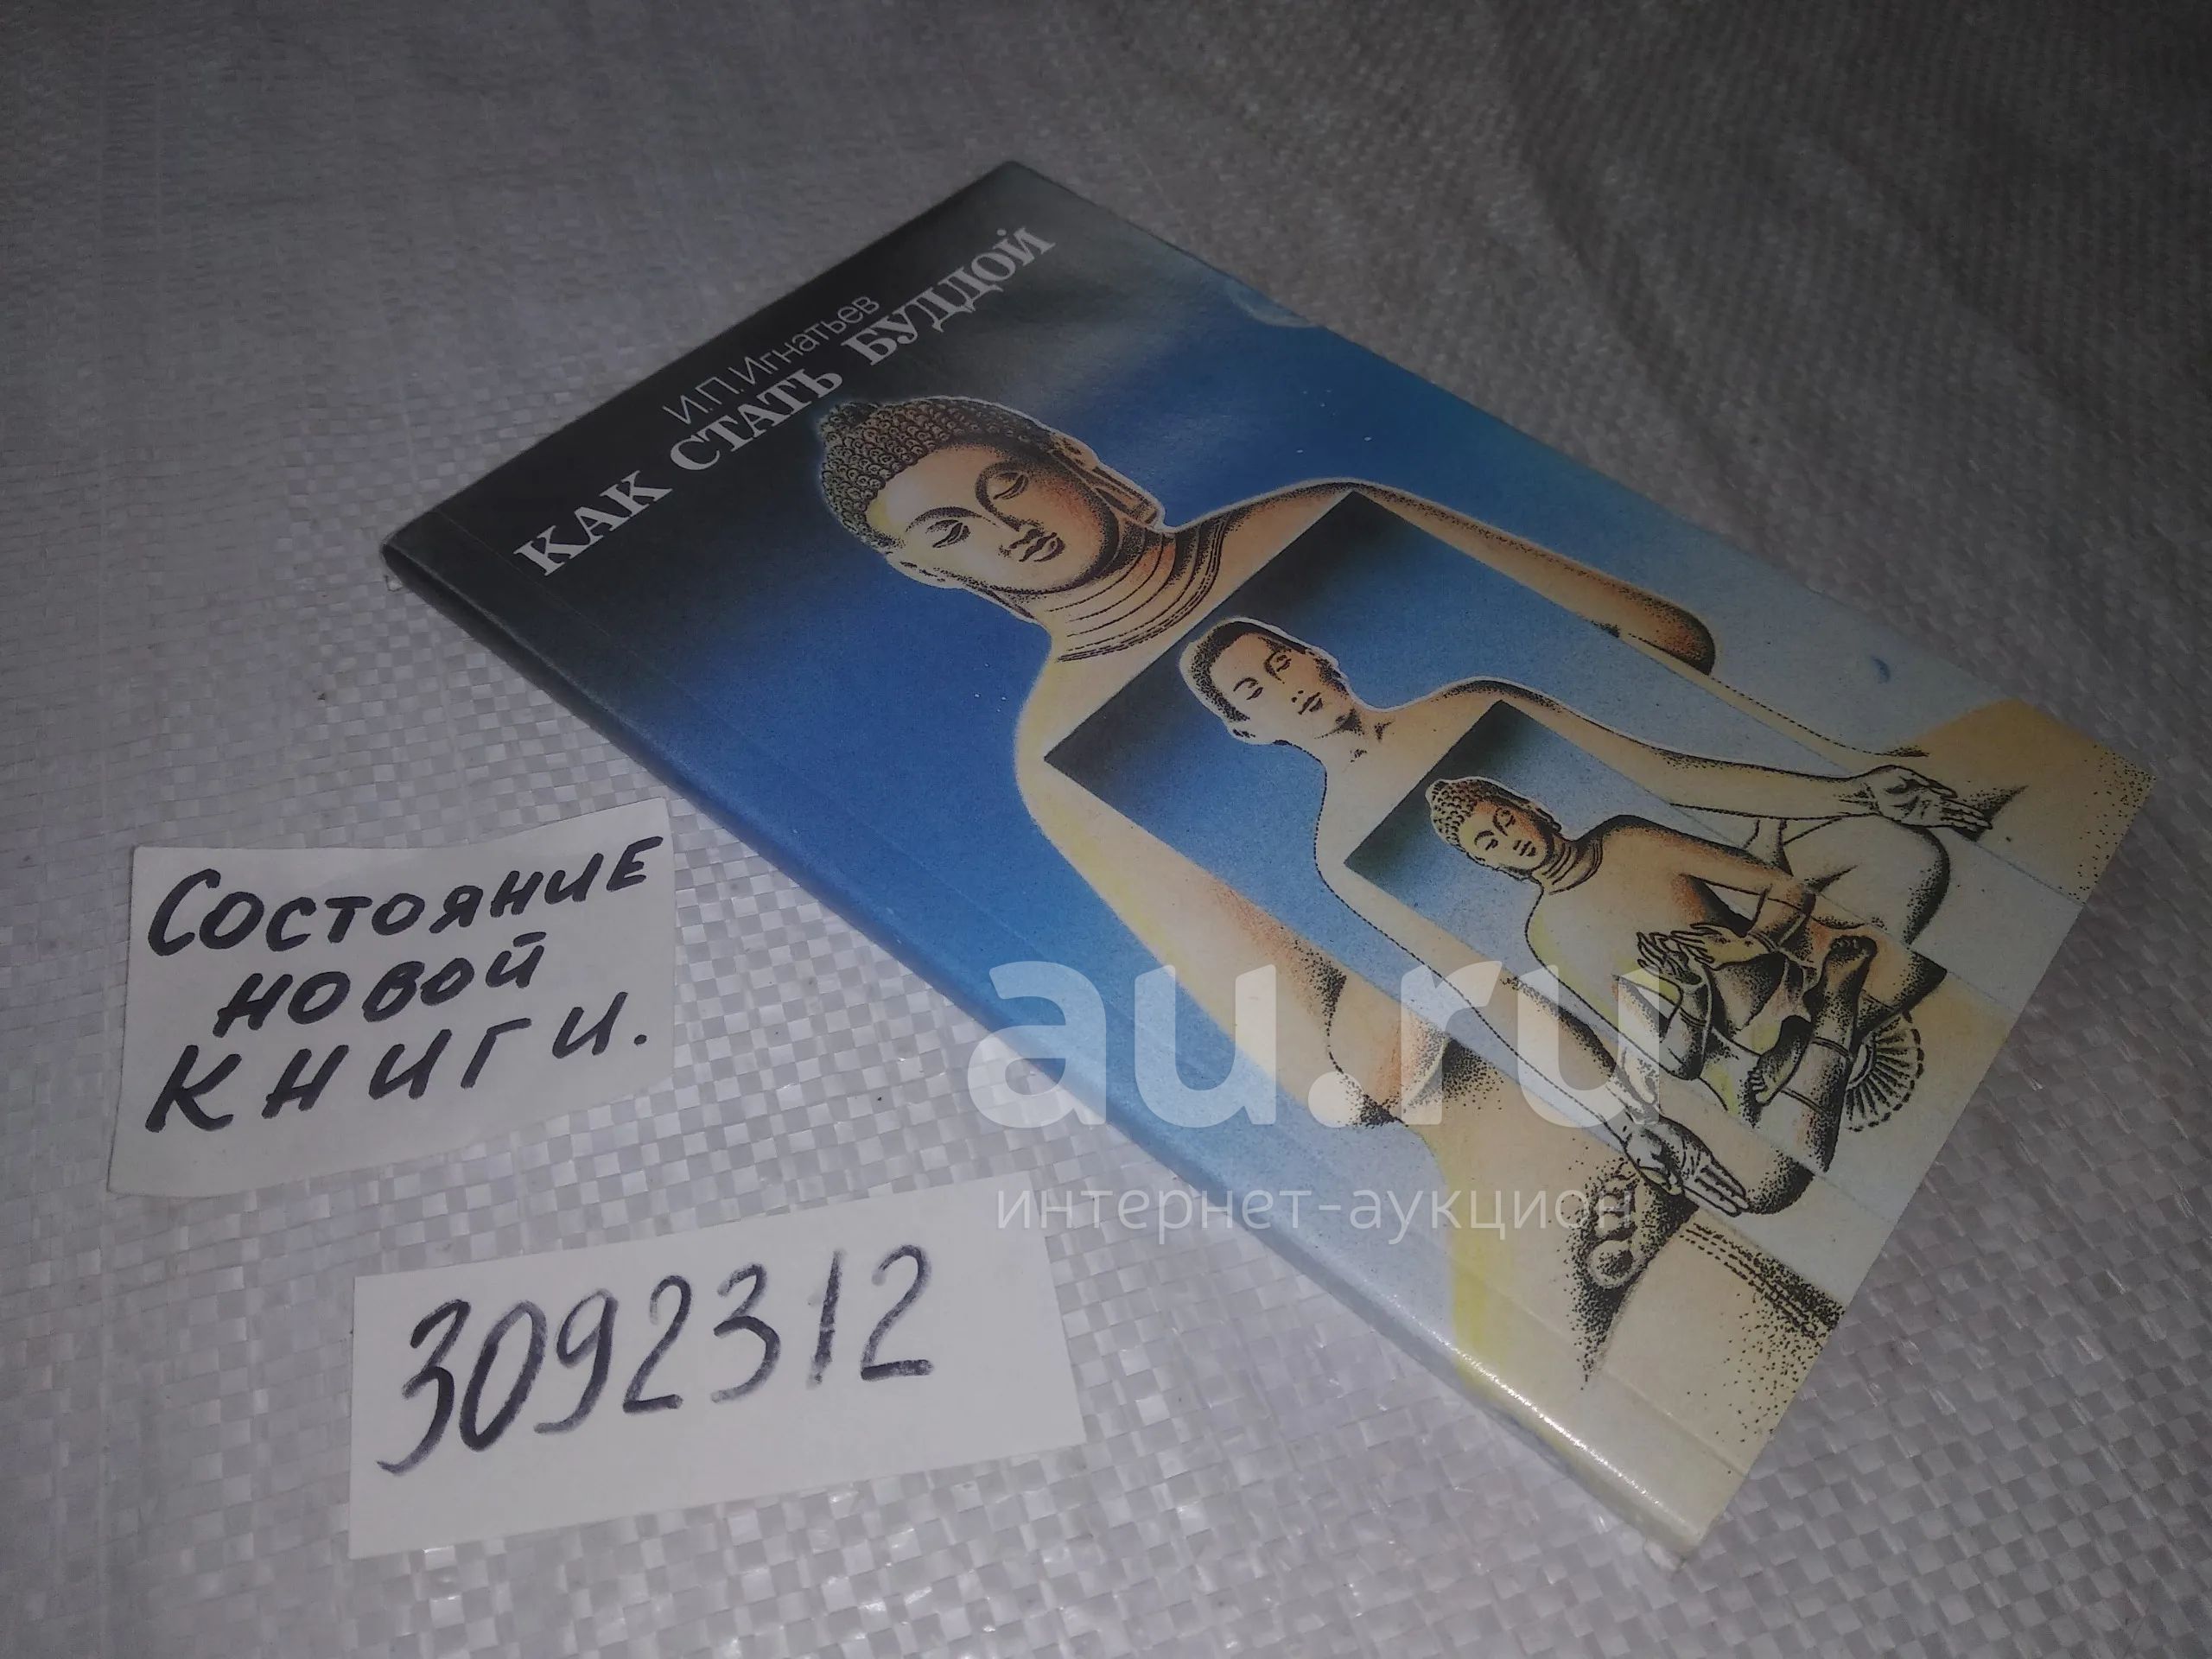 И.П. Игнатьев
КАК СТАТЬ БУДДОЙ
СОСТОЯНИЕ
НОВОЙ
КНИГИ.
3092312
au.ru
интернет-аукцион